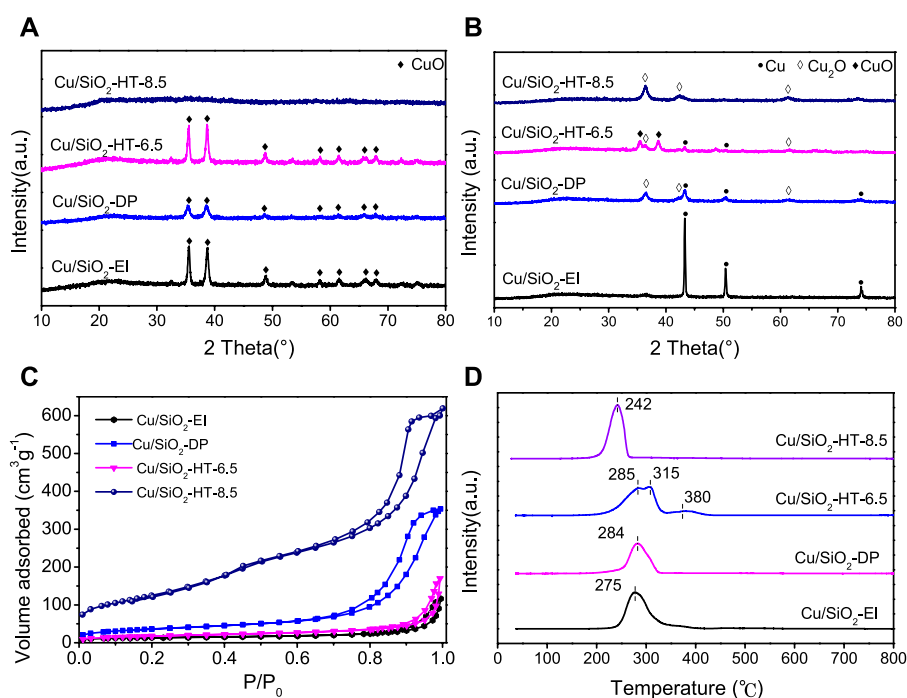 A
◆ CuO
Cu/SiO₂-HT-8.5
Cu/SiO₂-HT-6.5
Cu/SiO₂-DP
Cu/SiO₂-EI
Intensity(a.u.)
10 20 30 40 50 60 70 80
2 Theta(°)
B
● Cu ◇ Cu₂O ◆ CuO
Cu/SiO₂-HT-8.5
Cu/SiO₂-HT-6.5
Cu/SiO₂-DP
Cu/SiO₂-EI
Intensity (a.u.)
10 20 30 40 50 60 70 80
2 Theta(°)
C
Cu/SiO₂-EI
Cu/SiO₂-DP
Cu/SiO₂-HT-6.5
Cu/SiO₂-HT-8.5
Volume adsorbed (cm³g⁻¹)
600
500
400
300
200
100
0
0.0 0.2 0.4 0.6 0.8 1.0
P/P₀
D
242
Cu/SiO₂-HT-8.5
285 315
380
Cu/SiO₂-HT-6.5
284
Cu/SiO₂-DP
275
Cu/SiO₂-EI
Intensity(a.u.)
0 200 400 600 800
Temperature (℃)